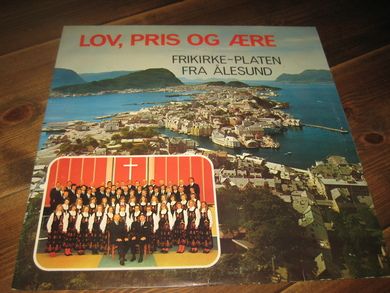 LOV, PRIS OG ÆRE
FRIKIRKE-PLATEN
FRA ÅLESUND